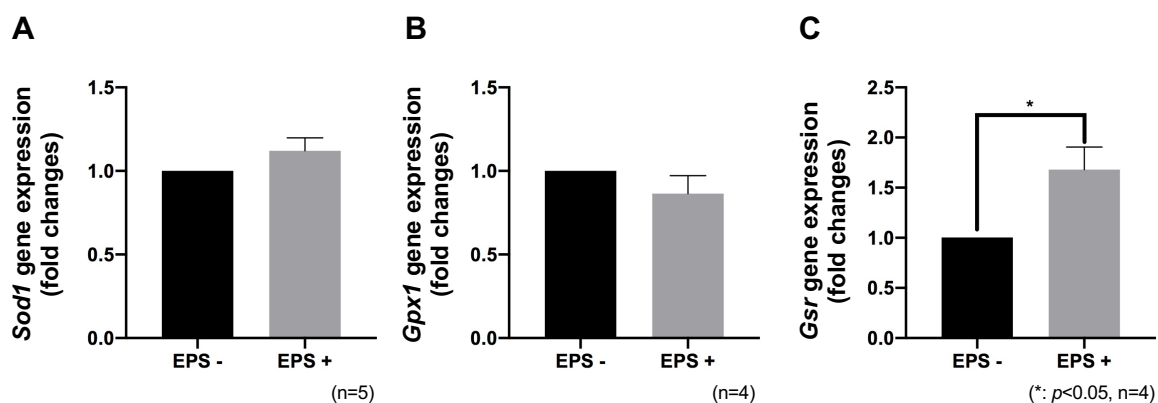 A
Sod1 gene expression
(fold changes)
1.5
1.0
0.5
0.0
EPS -
EPS +
(n=5)
B
Gpx1 gene expression
(fold changes)
1.5
1.0
0.5
0.0
EPS -
EPS +
(n=4)
C
Gsr gene expression
(fold changes)
2.5
2.0
1.5
1.0
0.5
0.0
*
EPS -
EPS +
(*: p<0.05, n=4)